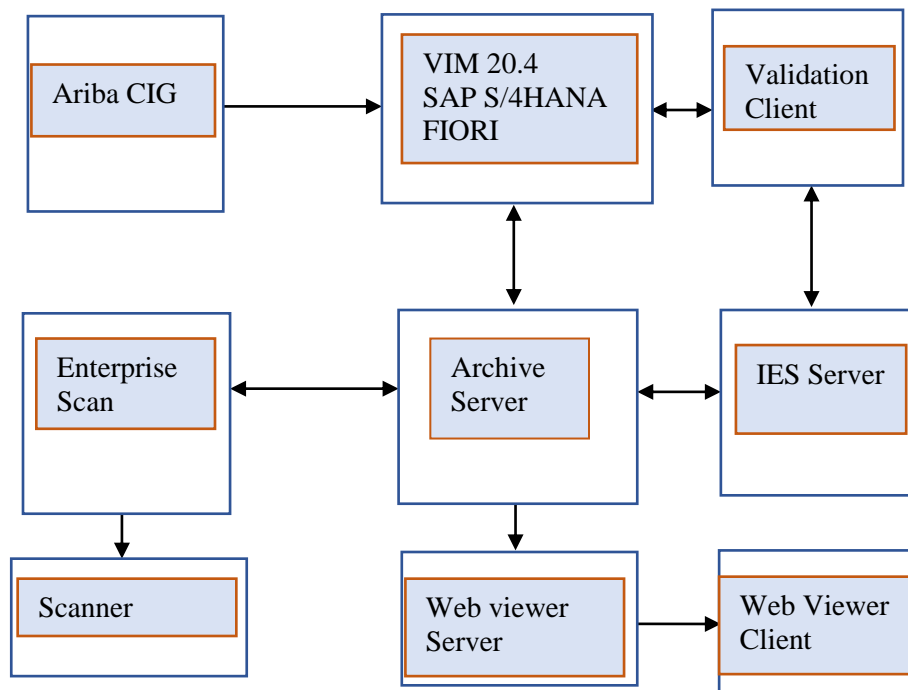 Ariba CIG
VIM 20.4
SAP S/4HANA
FIORI
Validation
Client
Enterprise
Scan
Archive
Server
IES Server
Scanner
Web viewer
Server
Web Viewer
Client